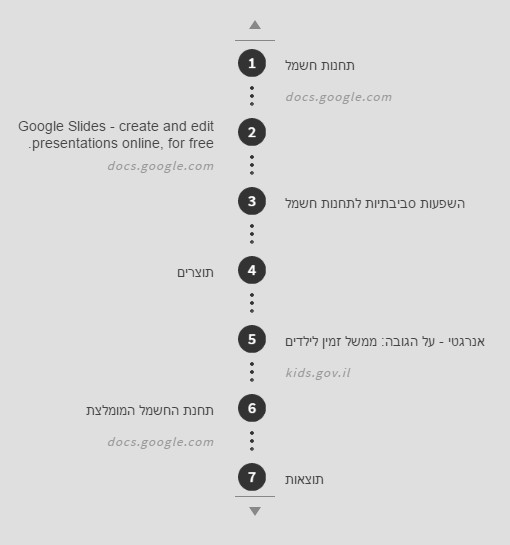 1
תחנות חשמל
docs.google.com
2
Google Slides - create and edit
presentations online, for free.
docs.google.com
3
השפעות סביבתיות לתחנות חשמל
4
תוצרים
5
אנרגטי - על הגובה: ממשל זמין לילדים
kids.gov.il
6
תחנת החשמל המומלצת
docs.google.com
7
תוצאות